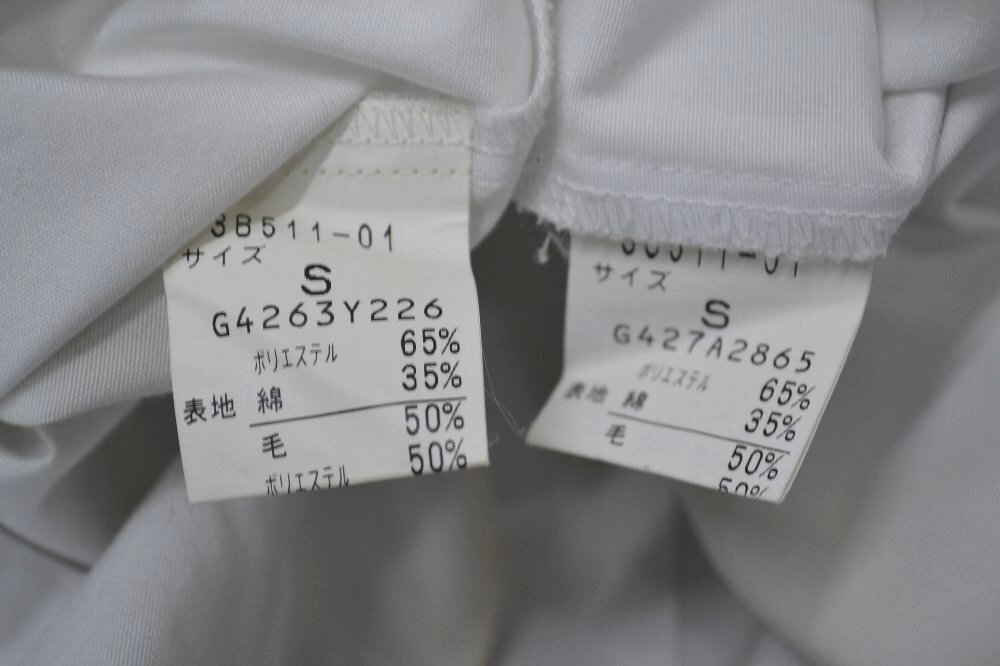 3B511-01
サイズ
S
G4263Y226
ポリエステル 65%
表地 綿 35%
毛 50%
ポリエステル 50%
サイズ
S
G427A2865
ポリエステル 65%
表地 綿 35%
毛 50%
50%